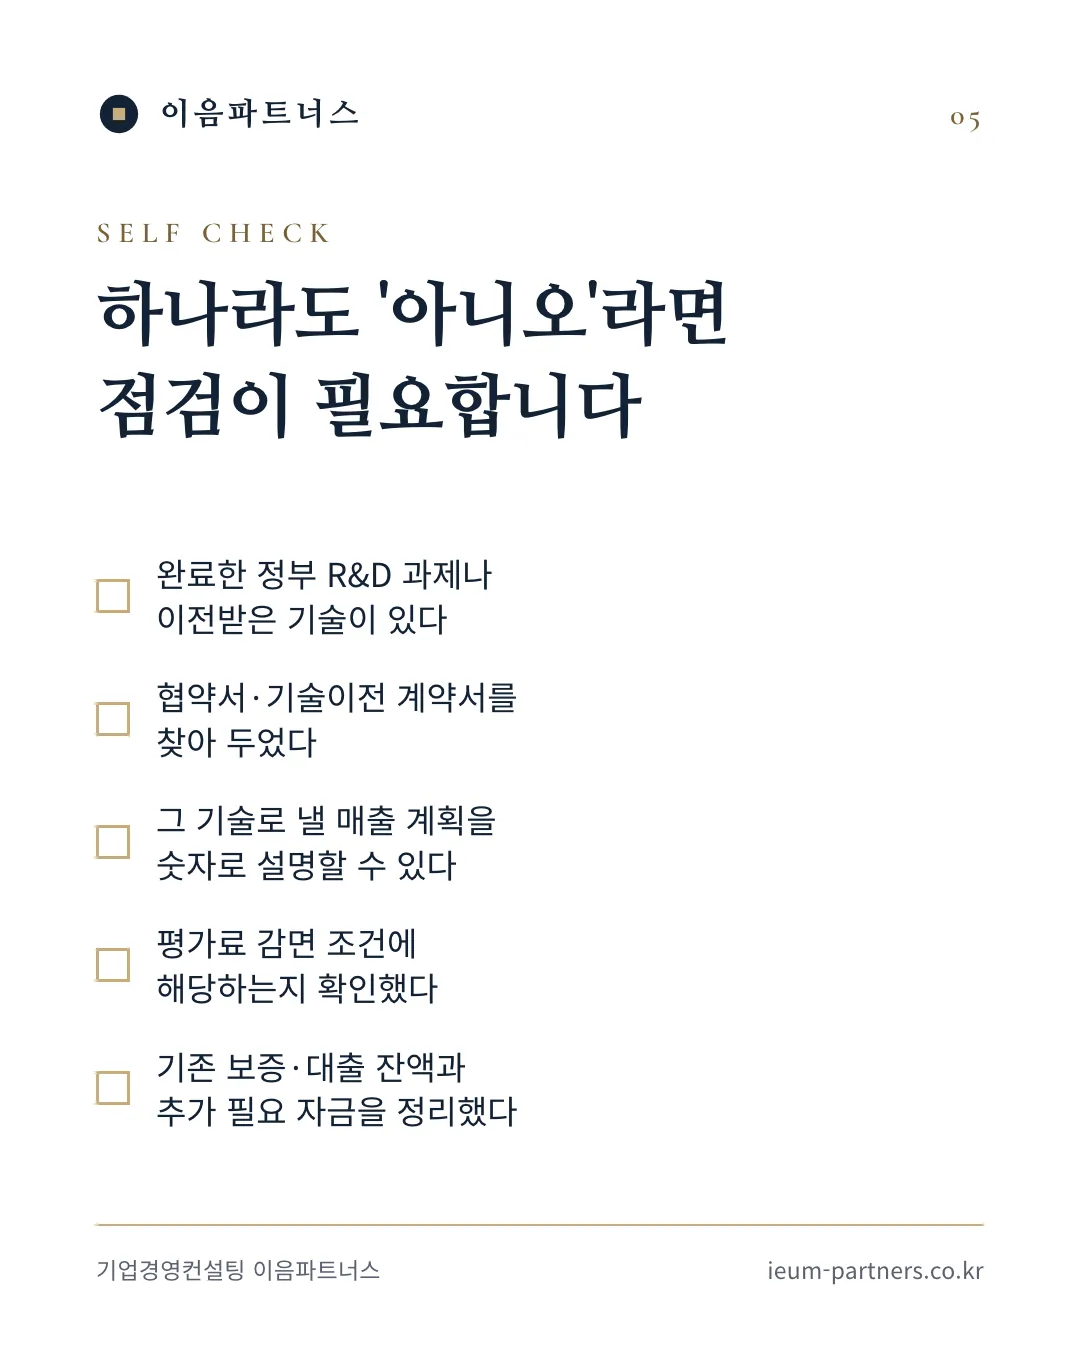 이음파트너스
05
SELF CHECK
하나라도 '아니오'라면
점검이 필요합니다
완료한 정부 R&D 과제나
이전받은 기술이 있다
협약서·기술이전 계약서를
찾아 두었다
그 기술로 낼 매출 계획을
숫자로 설명할 수 있다
평가료 감면 조건에
해당하는지 확인했다
기존 보증·대출 잔액과
추가 필요 자금을 정리했다
기업경영컨설팅 이음파트너스
ieum-partners.co.kr